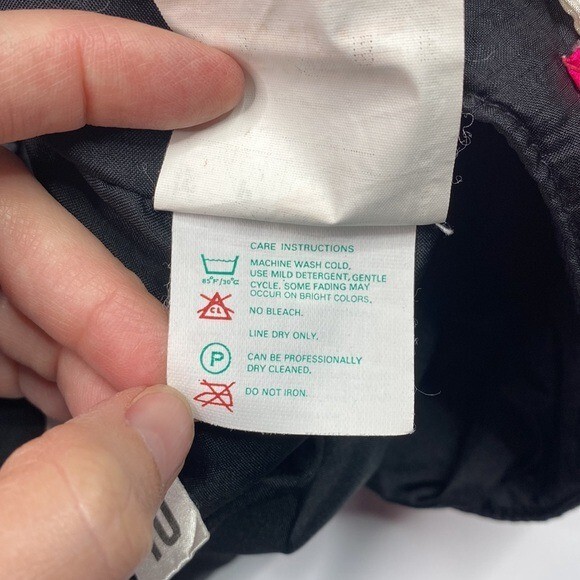 CARE INSTRUCTIONS
MACHINE WASH COLD.
USE MILD DETERGENT, GENTLE
CYCLE. SOME FADING MAY
OCCUR ON BRIGHT COLORS.
85°F/30°C
CL
NO BLEACH.
LINE DRY ONLY.
P
CAN BE PROFESSIONALLY
DRY CLEANED.
DO NOT IRON.